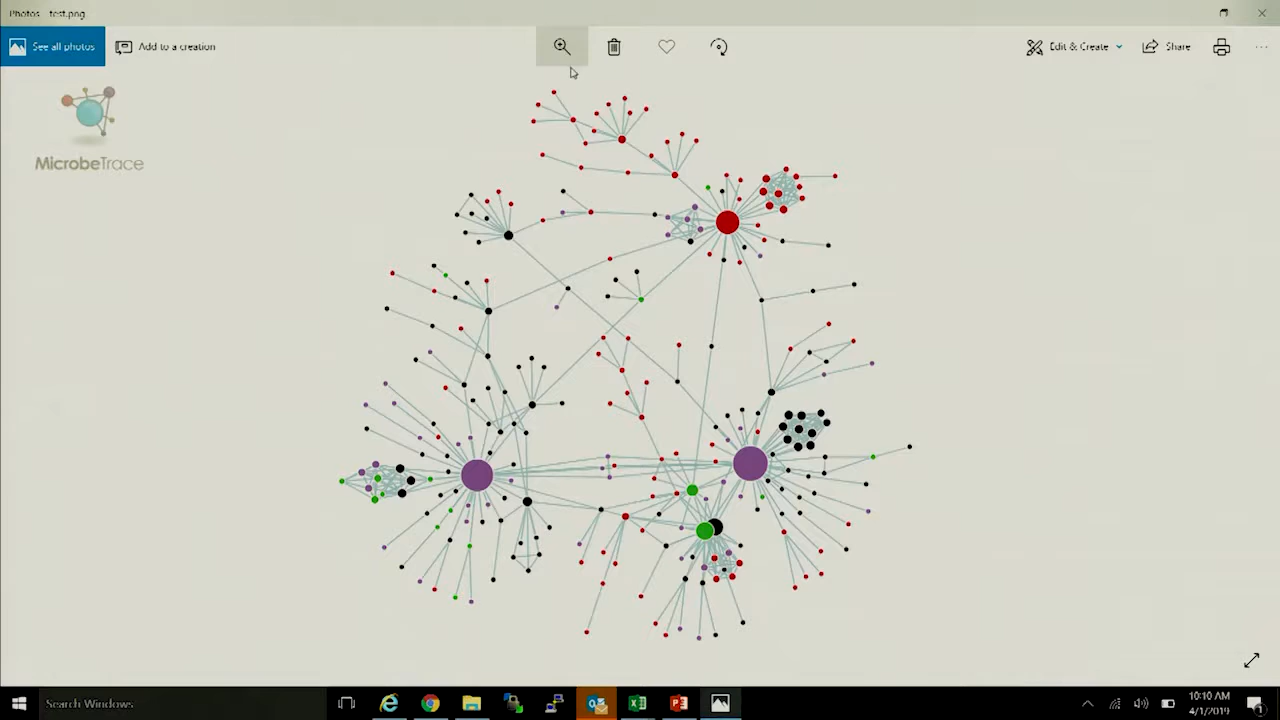 Photos - test.png
See all photos
Add to a creation
Edit & Create
Share
MicrobeTrace
Search Windows
10:10 AM
4/1/2019